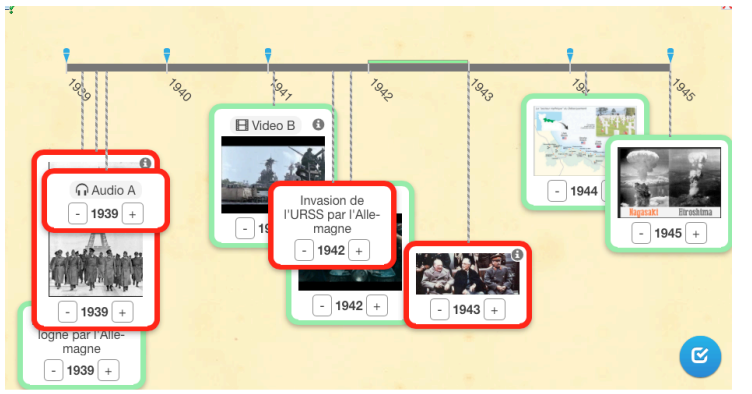 1939
1940
1941
1942
1943
1945
Video B
Audio A
- 1939 +
Invasion de
l'URSS par l'Alle-
magne
- 1942 +
- 1944 +
Nagasaki Hiroshima
- 1945 +
- 1942 +
- 1943 +
- 1939 +
logne par l'Alle-
magne
- 1939 +